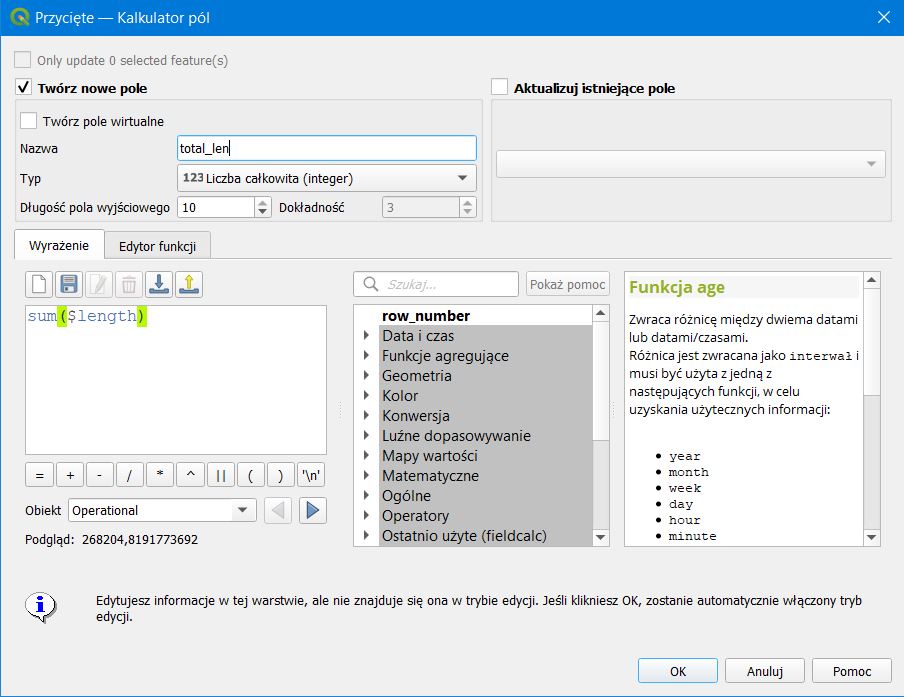 Przycięte — Kalkulator pól
Only update 0 selected feature(s)
Twórz nowe pole
Aktualizuj istniejące pole
Twórz pole wirtualne
Nazwa
total_len
Typ
123 Liczba całkowita (integer)
Długość pola wyjściowego
10
Dokładność
3
Wyrażenie
Edytor funkcji
sum($length)
= + - / * ^ || ( ) '\n'
Obiekt
Operational
Podgląd: 268204,8191773692
Szukaj...
Pokaż pomoc
row_number
Data i czas
Funkcje agregujące
Geometria
Kolor
Konwersja
Luźne dopasowywanie
Mapy wartości
Matematyczne
Ogólne
Operatory
Ostatnio użyte (fieldcalc)
Funkcja age
Zwraca różnicę między dwiema datami
lub datami/czasami.
Różnica jest zwracana jako interwał i
musi być użyta z jedną z
następujących funkcji, w celu
uzyskania użytecznych informacji:
year
month
week
day
hour
minute
Edytujesz informacje w tej warstwie, ale nie znajduje się ona w trybie edycji. Jeśli klikniesz OK, zostanie automatycznie włączony tryb
edycji.
OK
Anuluj
Pomoc